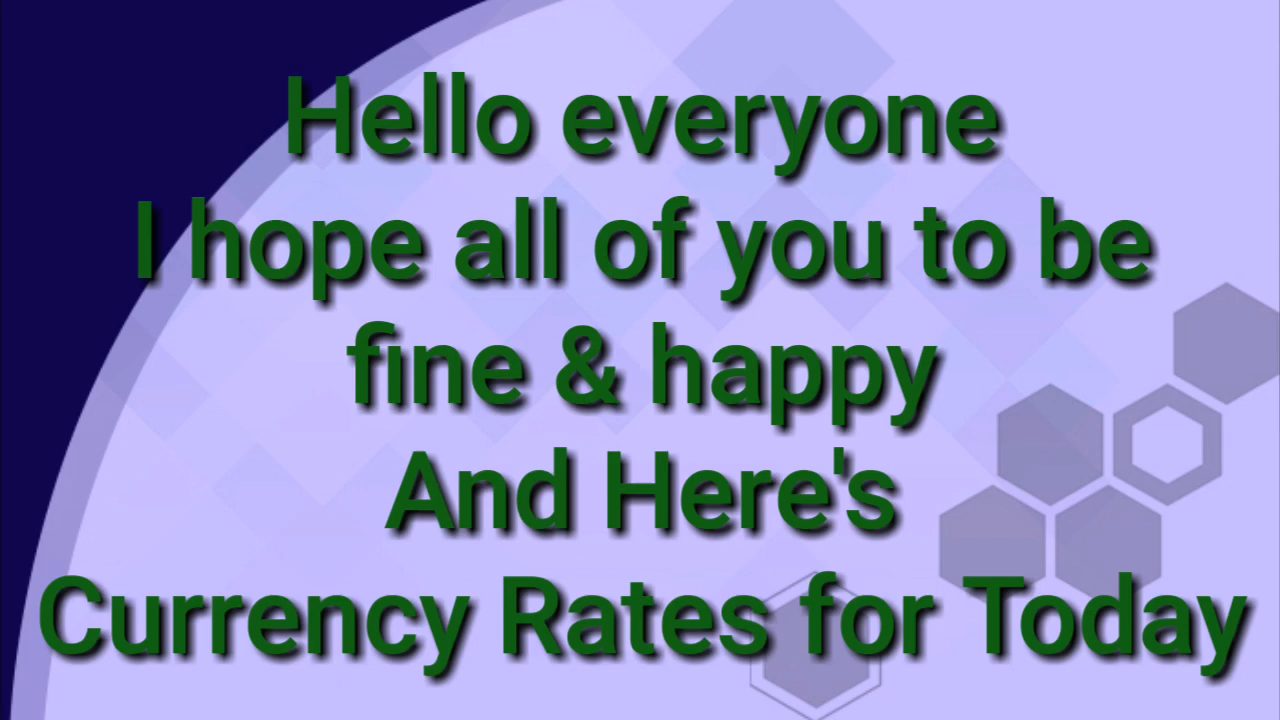 Hello everyone
I hope all of you to be
fine & happy
And Here's
Currency Rates for Today